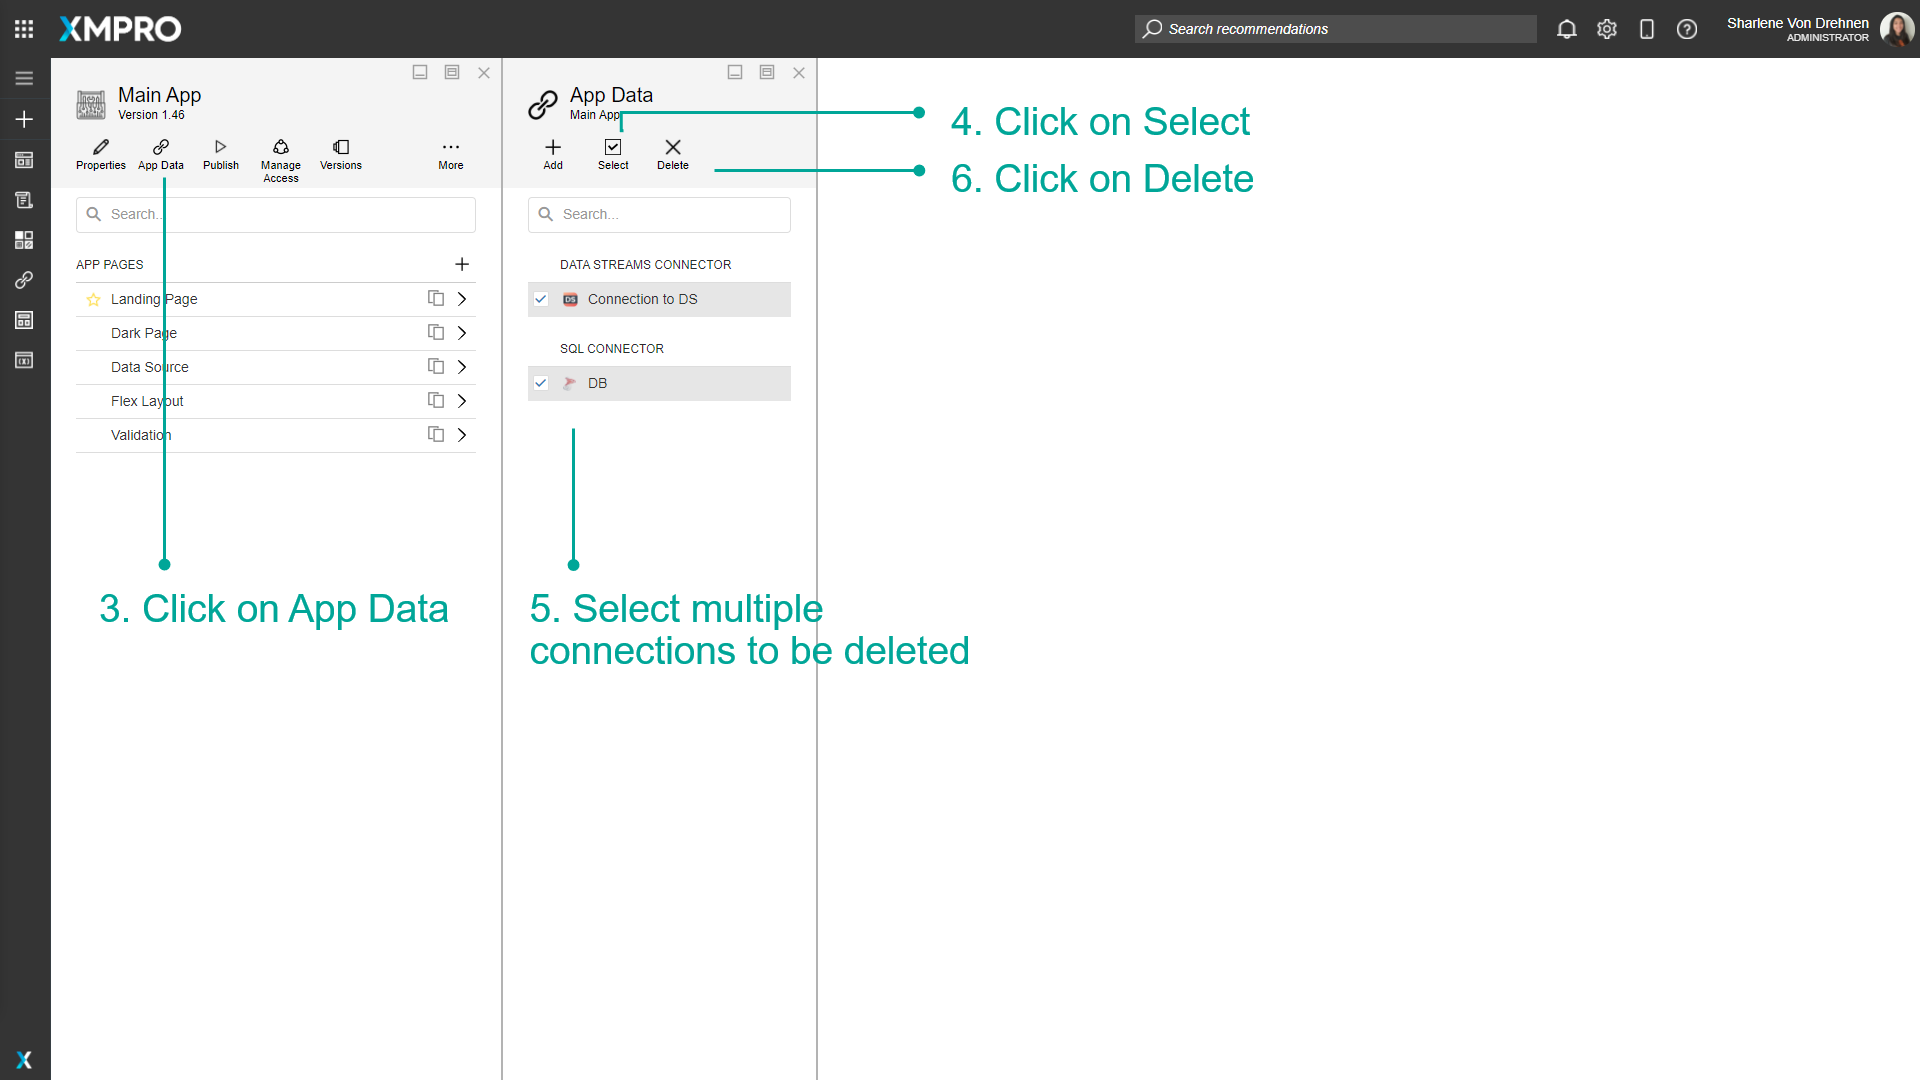 XMPRO
Search recommendations
Sharlene Von Drehnen
ADMINISTRATOR
Main App
Version 1.46
Properties
App Data
Publish
Manage
Access
Versions
More
Search...
APP PAGES
Landing Page
Dark Page
Data Source
Flex Layout
Validation
3. Click on App Data
App Data
Main App
Add
Select
Delete
Search...
DATA STREAMS CONNECTOR
DS
Connection to DS
SQL CONNECTOR
DB
4. Click on Select
6. Click on Delete
5. Select multiple
connections to be deleted